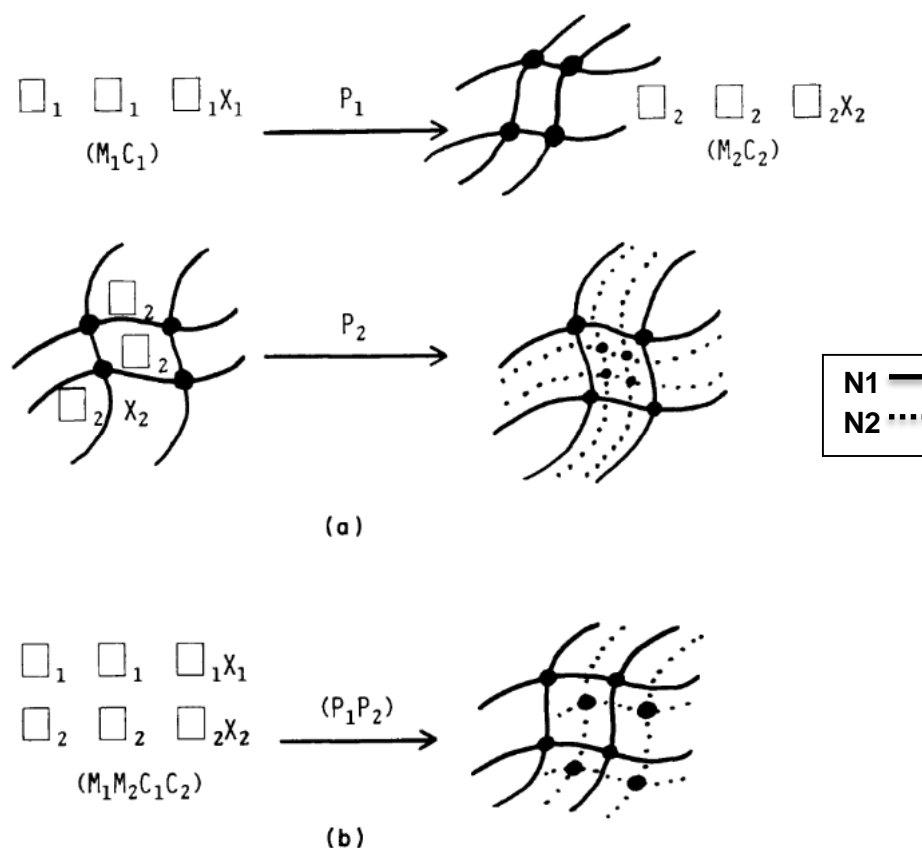 □₁ □₁ □₁X₁ P₁ □₂ □₂ □₂X₂
(M₁C₁) (M₂C₂)
□₂
□₂ P₂
□₂ X₂
N1
N2
(a)
□₁ □₁ □₁X₁
□₂ □₂ □₂X₂ (P₁P₂)
(M₁M₂C₁C₂)
(b)